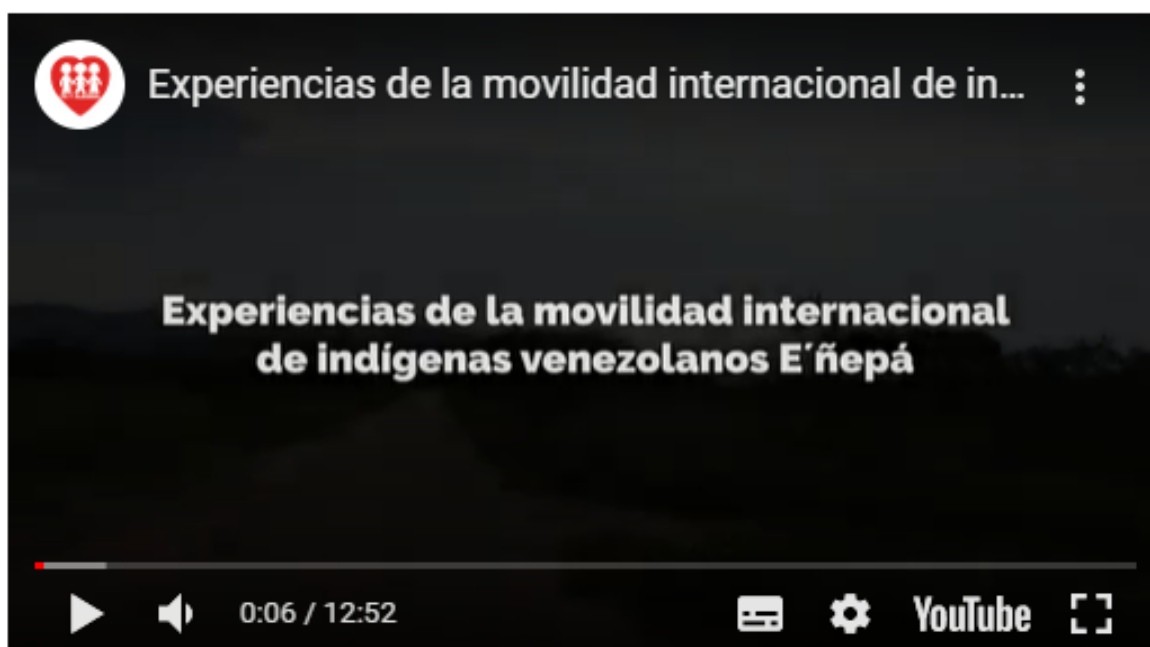 Experiencias de la movilidad internacional de in...
Experiencias de la movilidad internacional
de indígenas venezolanos E´ñepá
0:06 / 12:52
YouTube